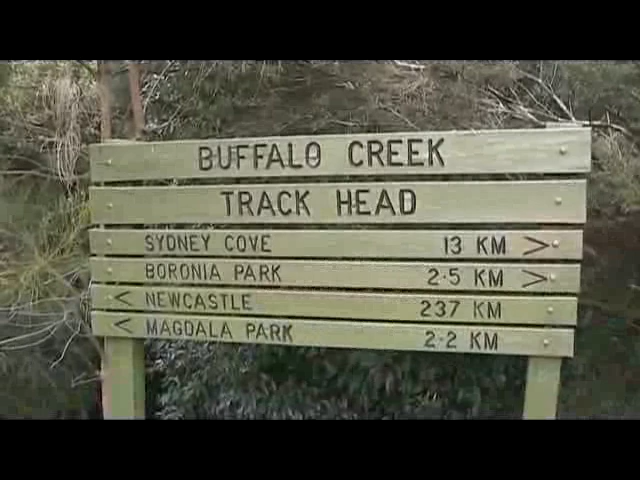 BUFFALO CREEK
TRACK HEAD
SYDNEY COVE 13 KM >
BORONIA PARK 2·5 KM >
< NEWCASTLE 237 KM
< MAGDALA PARK 2·2 KM